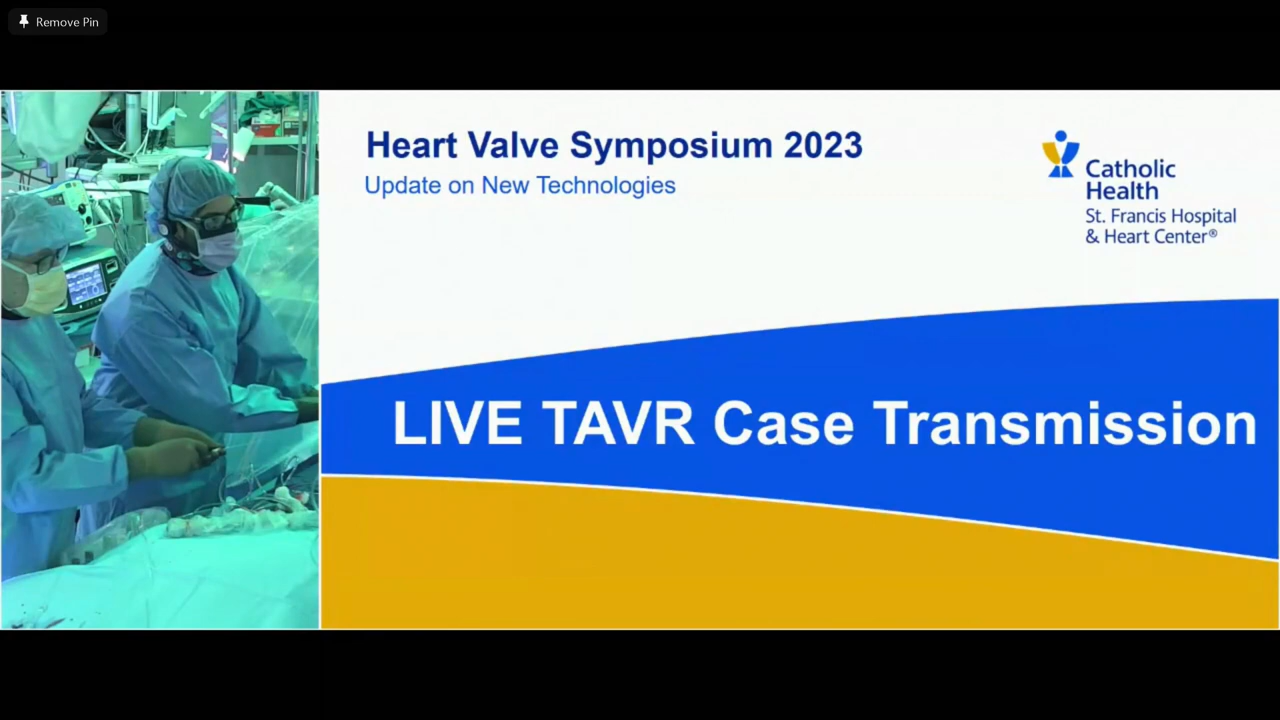 Remove Pin
Heart Valve Symposium 2023
Update on New Technologies
Catholic
Health
St. Francis Hospital
& Heart Center®
LIVE TAVR Case Transmission